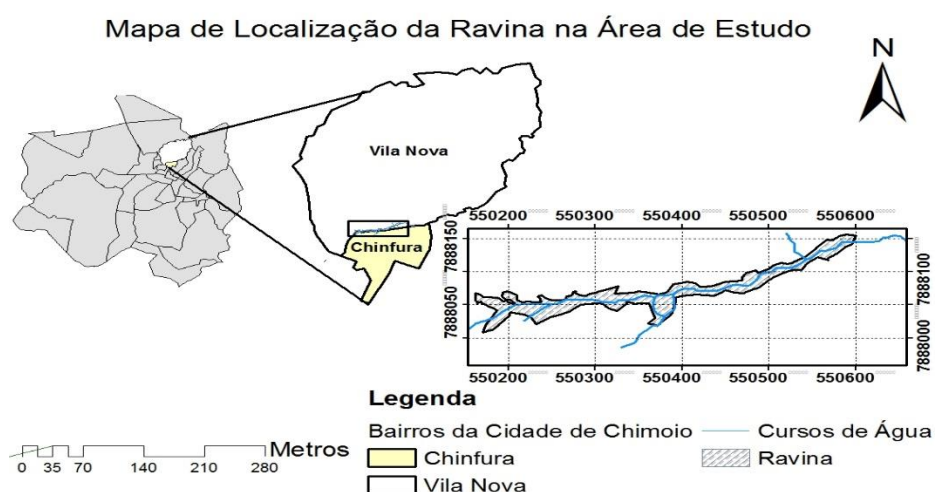 Mapa de Localização da Ravina na Área de Estudo
N
Vila Nova
Chinfura
550200 550300 550400 550500 550600
7888150
7888050
7888100
7888000
550200 550300 550400 550500 550600
Legenda
Bairros da Cidade de Chimoio
Cursos de Água
Chinfura
Ravina
Vila Nova
Metros
0 35 70 140 210 280